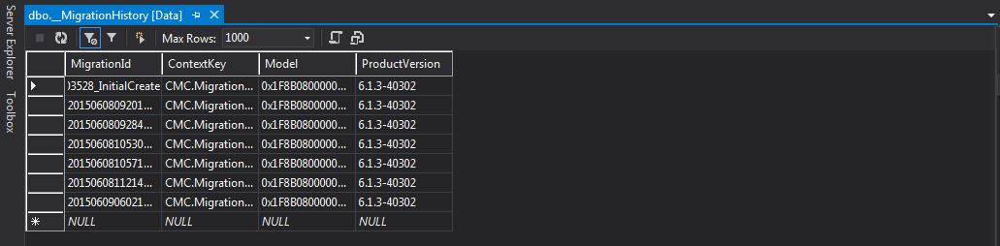 Server Explorer
Toolbox
dbo.__MigrationHistory [Data]
Max Rows: 1000
MigrationId ContextKey Model ProductVersion
03528_InitialCreate CMC.Migration... 0x1F8B0800000... 6.1.3-40302
2015060809201... CMC.Migration... 0x1F8B0800000... 6.1.3-40302
2015060809284... CMC.Migration... 0x1F8B0800000... 6.1.3-40302
2015060810530... CMC.Migration... 0x1F8B0800000... 6.1.3-40302
2015060810571... CMC.Migration... 0x1F8B0800000... 6.1.3-40302
2015060811214... CMC.Migration... 0x1F8B0800000... 6.1.3-40302
2015060906021... CMC.Migration... 0x1F8B0800000... 6.1.3-40302
NULL NULL NULL NULL